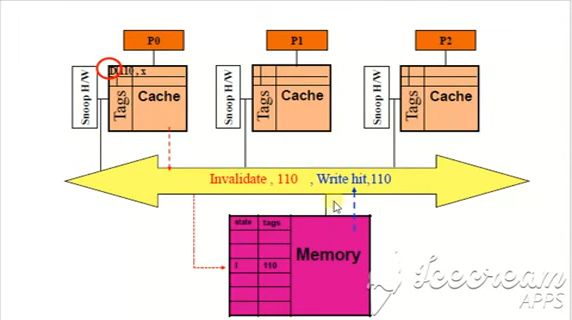 P0
P1
P2
Snoop H/W
D,110, x
Tags
Cache
Snoop H/W
Tags
Cache
Snoop H/W
Tags
Cache
Invalidate , 110 , Write hit,110
state tags
Memory
I 110
Icecream
APPS